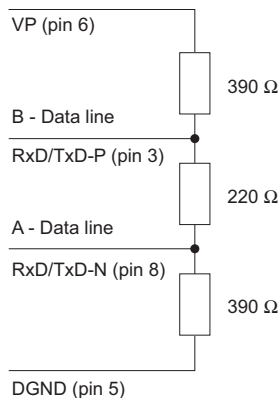 VP (pin 6)
390 Ω
B - Data line
RxD/TxD-P (pin 3)
220 Ω
A - Data line
RxD/TxD-N (pin 8)
390 Ω
DGND (pin 5)